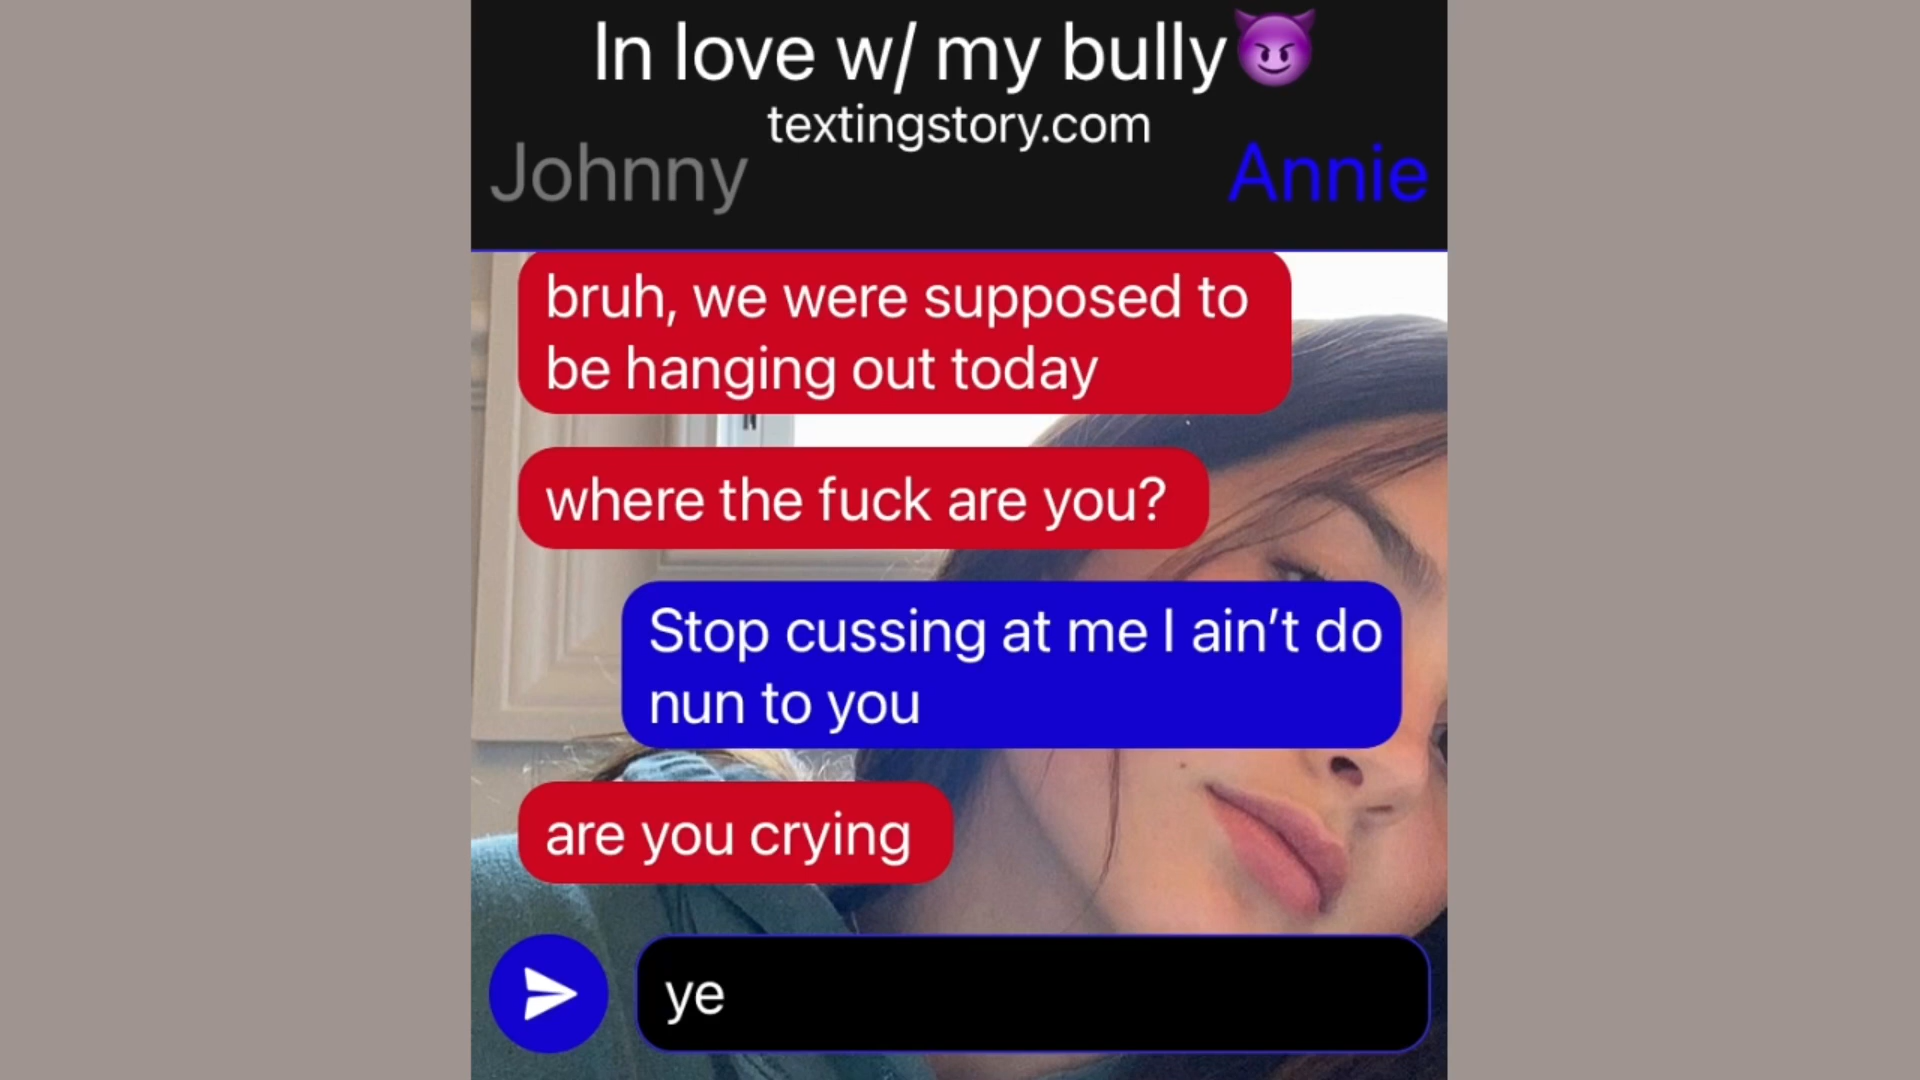 In love w/ my bully😈
textingstory.com
Johnny
Annie
bruh, we were supposed to
be hanging out today
where the fuck are you?
Stop cussing at me I ain’t do
nun to you
are you crying
ye